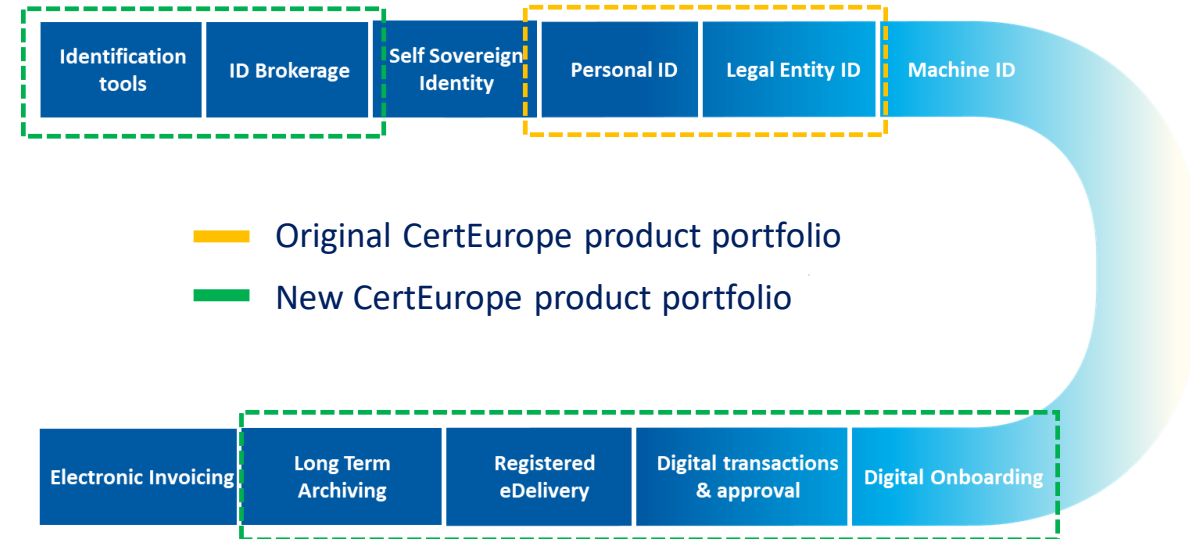 Identification
tools
ID Brokerage
Self Sovereign
Identity
Personal ID
Legal Entity ID
Machine ID
Original CertEurope product portfolio
New CertEurope product portfolio
Electronic Invoicing
Long Term
Archiving
Registered
eDelivery
Digital transactions
& approval
Digital Onboarding